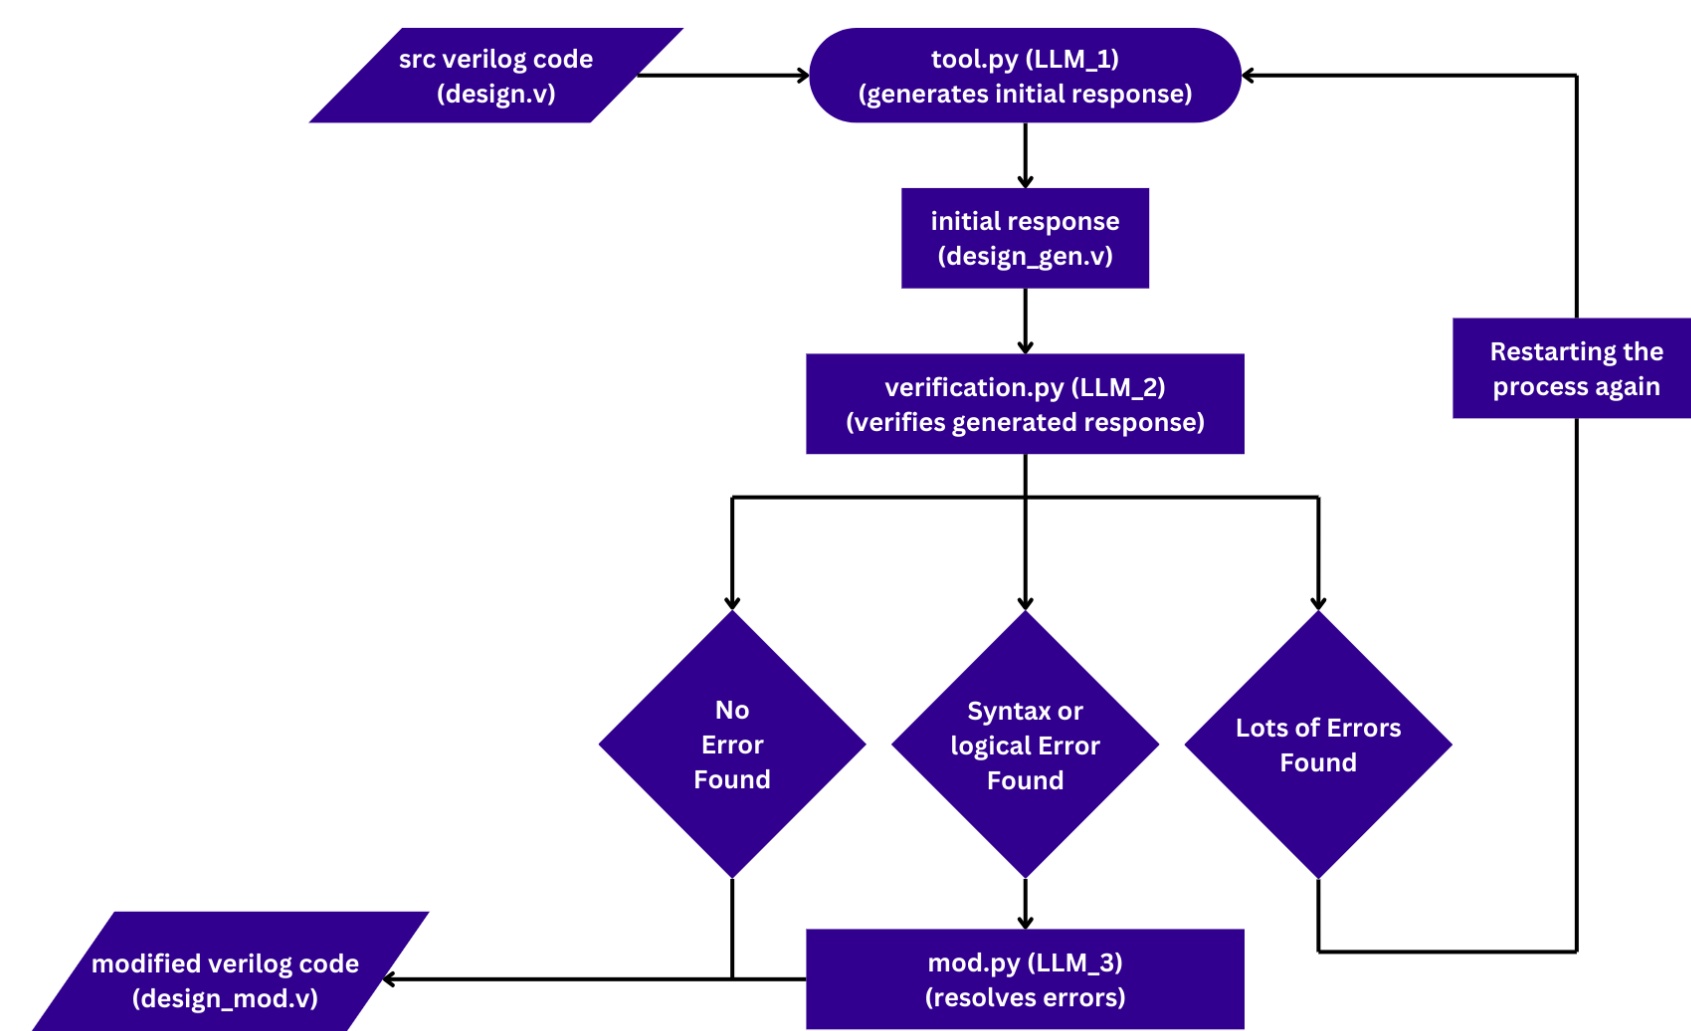 src verilog code
(design.v)
tool.py (LLM_1)
(generates initial response)
initial response
(design_gen.v)
Restarting the
process again
verification.py (LLM_2)
(verifies generated response)
No
Error
Found
Syntax or
logical Error
Found
Lots of Errors
Found
modified verilog code
(design_mod.v)
mod.py (LLM_3)
(resolves errors)